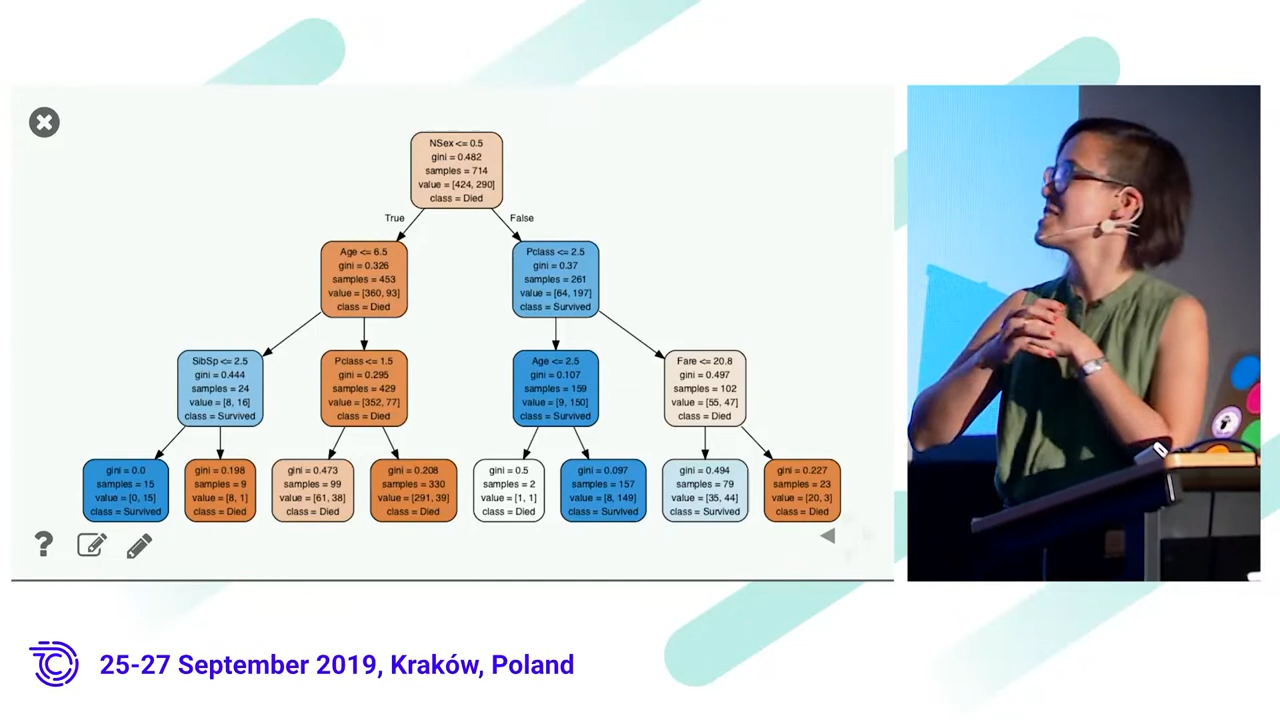 NSex <= 0.5
gini = 0.482
samples = 714
value = [424, 290]
class = Died
True
False
Age <= 6.5
gini = 0.326
samples = 453
value = [360, 93]
class = Died
Pclass <= 2.5
gini = 0.37
samples = 261
value = [64, 197]
class = Survived
SibSp <= 2.5
gini = 0.444
samples = 24
value = [8, 16]
class = Survived
Pclass <= 1.5
gini = 0.295
samples = 429
value = [352, 77]
class = Died
Age <= 2.5
gini = 0.107
samples = 159
value = [9, 150]
class = Survived
Fare <= 20.8
gini = 0.497
samples = 102
value = [55, 47]
class = Died
gini = 0.0
samples = 15
value = [0, 15]
class = Survived
gini = 0.198
samples = 9
value = [8, 1]
class = Died
gini = 0.473
samples = 99
value = [61, 38]
class = Died
gini = 0.208
samples = 330
value = [291, 39]
class = Died
gini = 0.5
samples = 2
value = [1, 1]
class = Died
gini = 0.097
samples = 157
value = [8, 149]
class = Survived
gini = 0.494
samples = 79
value = [35, 44]
class = Survived
gini = 0.227
samples = 23
value = [20, 3]
class = Died
?
25-27 September 2019, Kraków, Poland